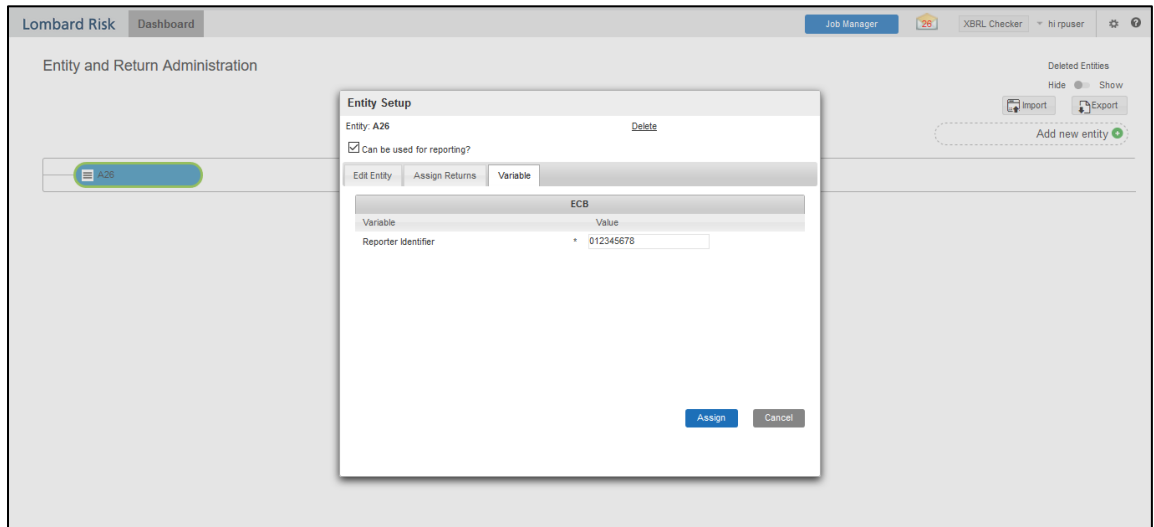 Lombard Risk Dashboard Job Manager 26 XBRL Checker hi rpuser
Entity and Return Administration
Deleted Entities
Hide Show
Import Export
Add new entity
A26
Entity Setup
Entity: A26 Delete
Can be used for reporting?
Edit Entity Assign Returns Variable
ECB
Variable Value
Reporter Identifier * 012345678
Assign Cancel